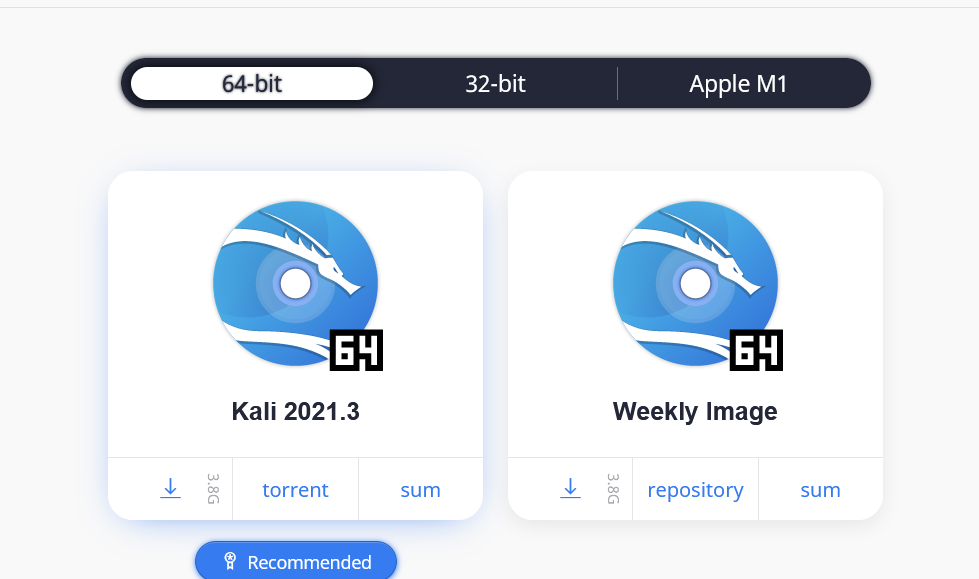 64-bit 32-bit Apple M1
64 64
Kali 2021.3 Weekly Image
3.8G torrent sum 3.8G repository sum
Recommended